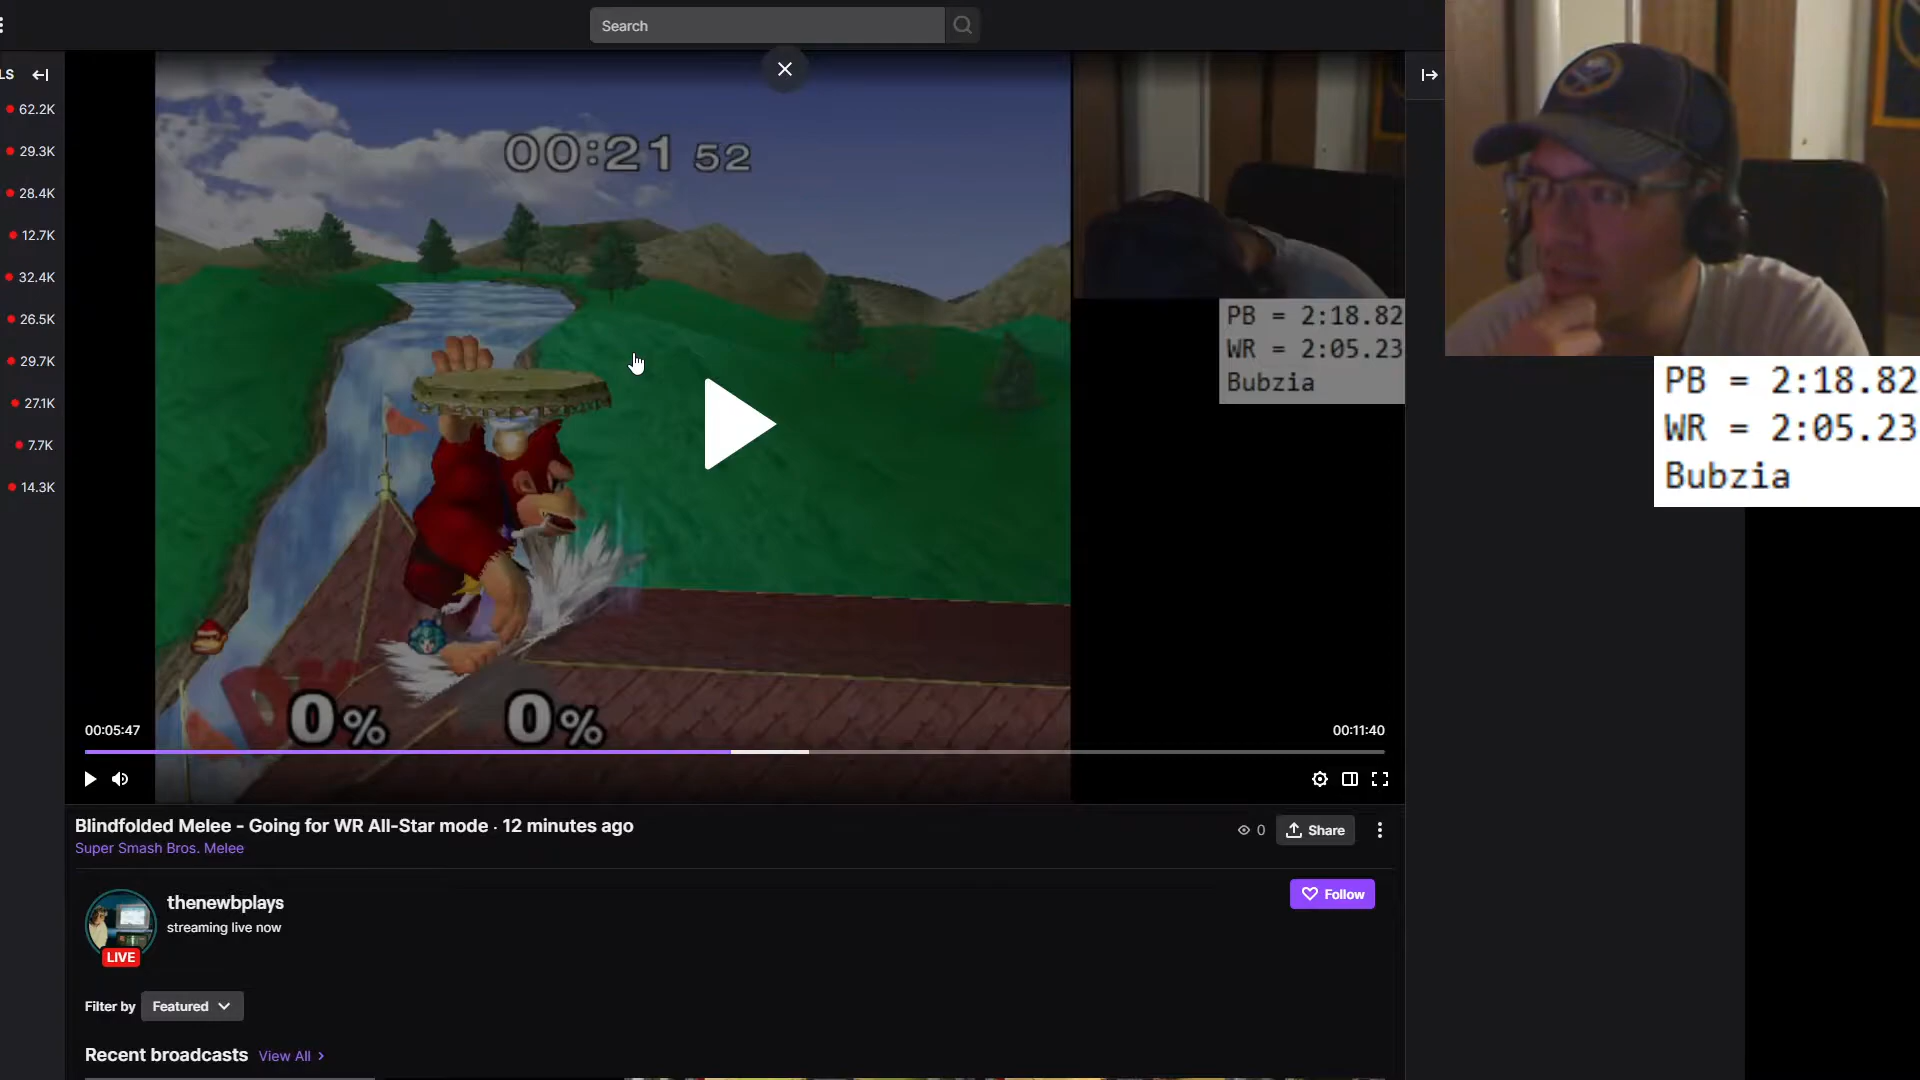 Search
LS
62.2K
29.3K
28.4K
12.7K
32.4K
26.5K
29.7K
27.1K
7.7K
14.3K
00:21 52
PB = 2:18.82
WR = 2:05.23
Bubzia
PB = 2:18.82
WR = 2:05.23
Bubzia
0%
0%
00:05:47
00:11:40
Blindfolded Melee - Going for WR All-Star mode · 12 minutes ago
0
Share
Super Smash Bros. Melee
thenewbplays
streaming live now
LIVE
Follow
Filter by
Featured
Recent broadcasts
View All